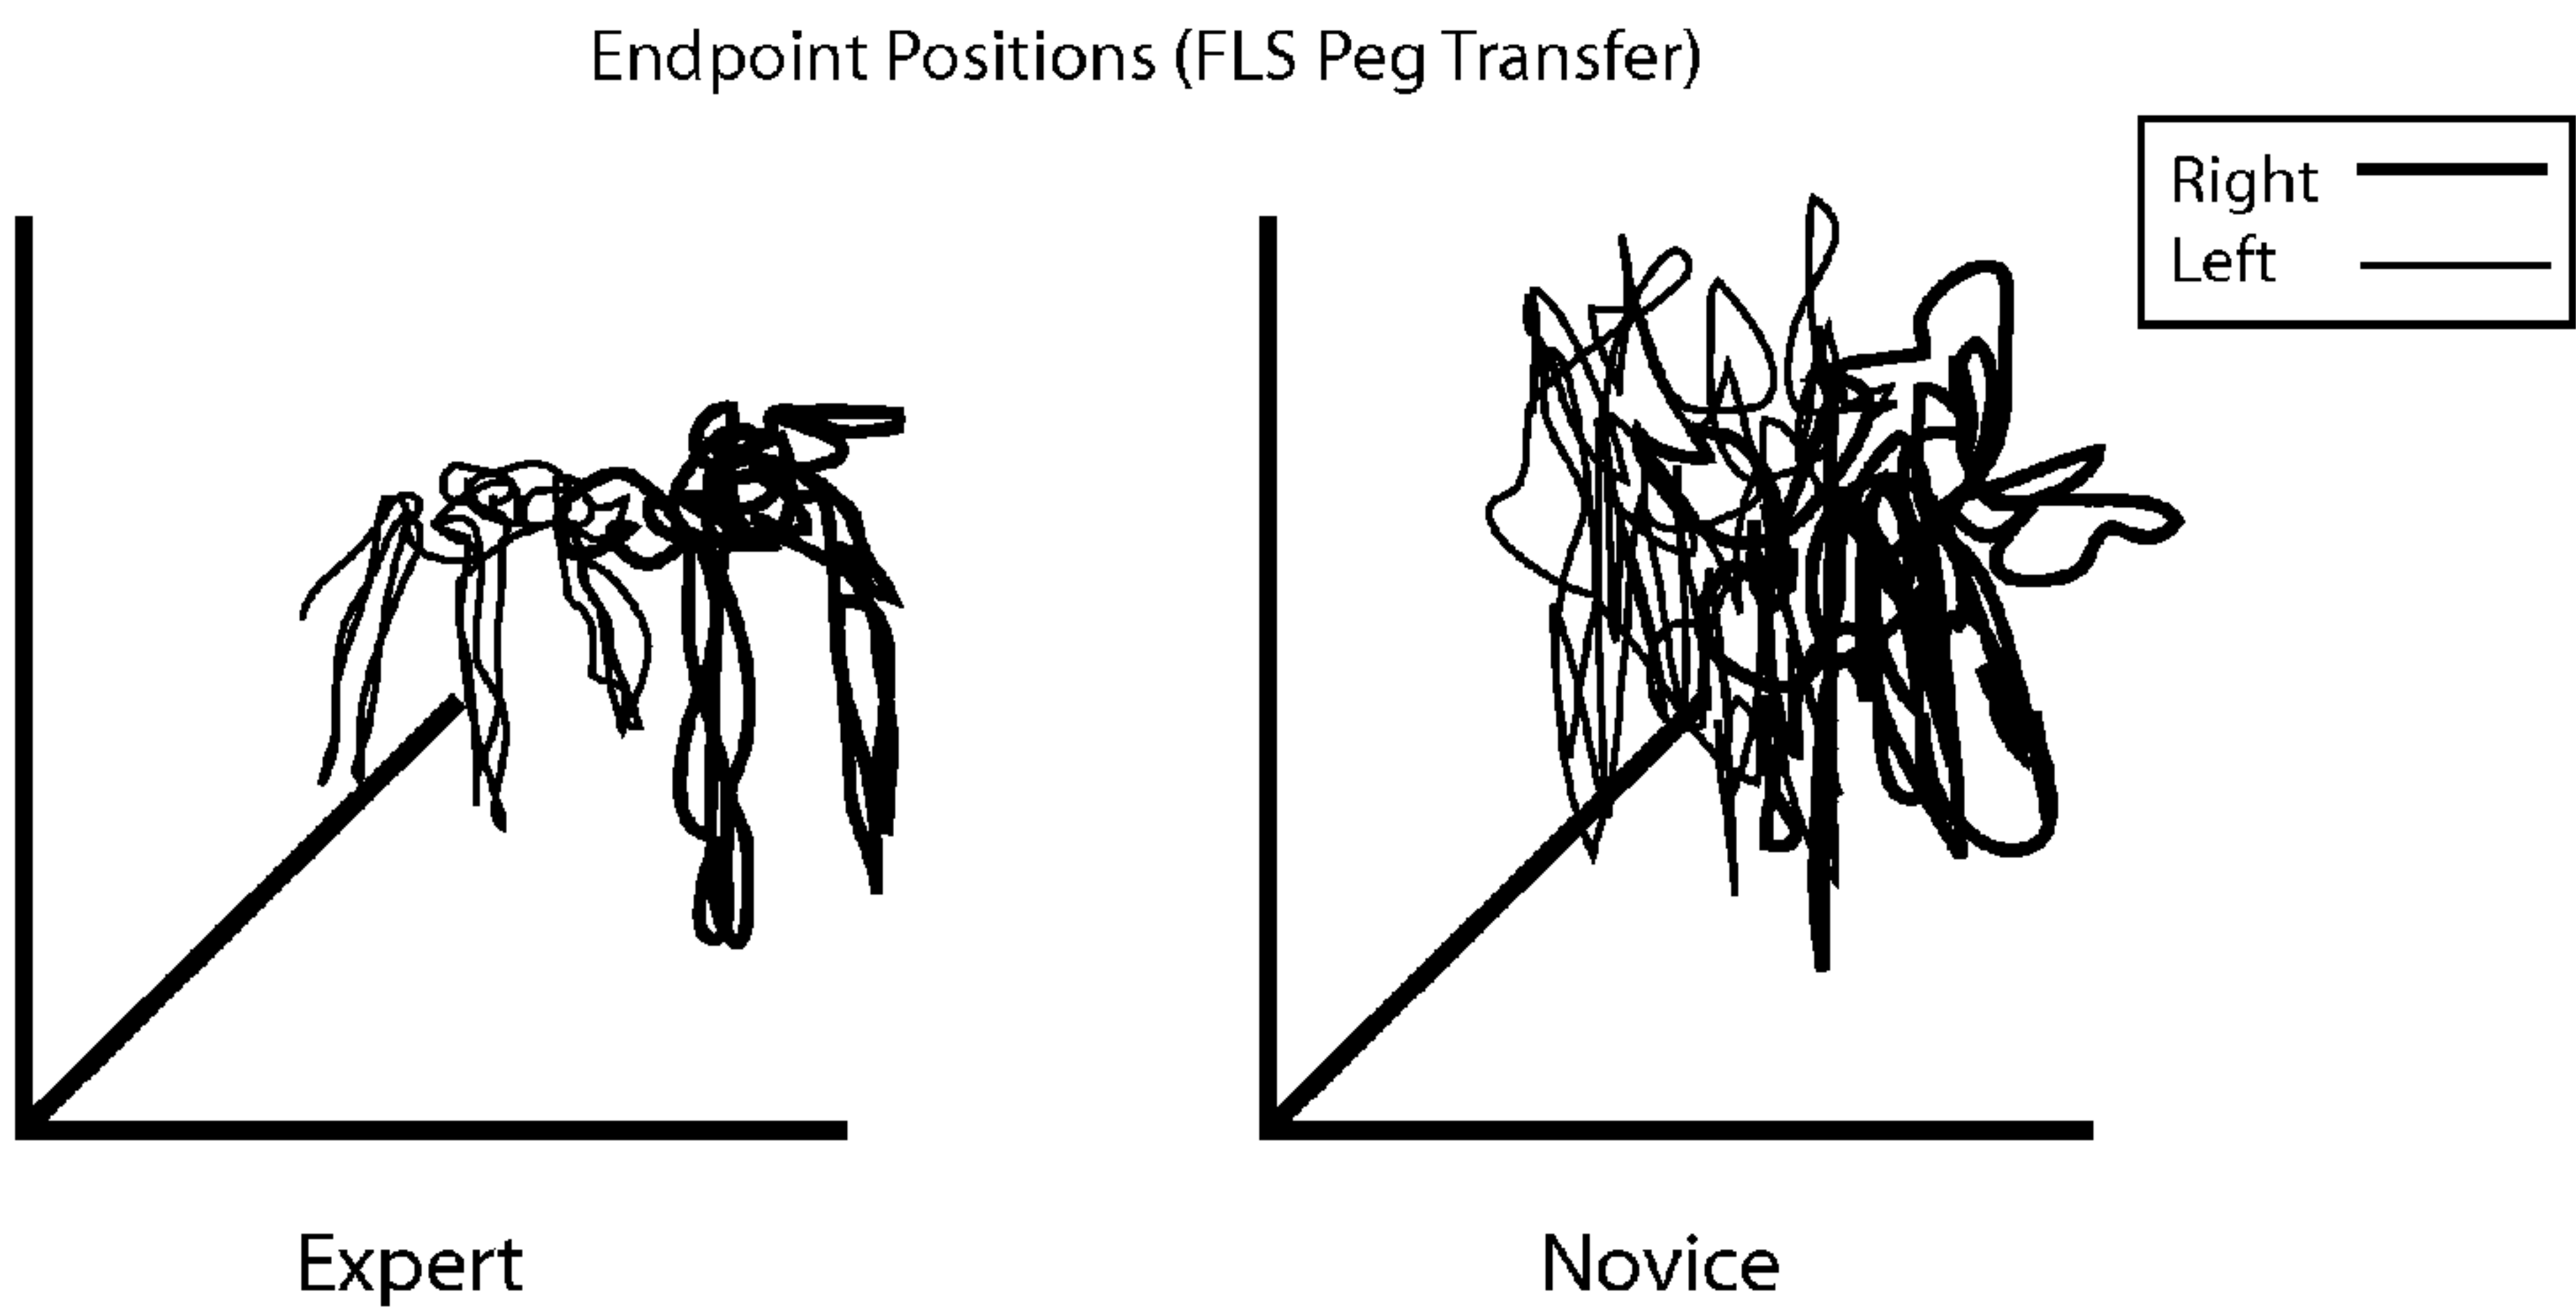 Endpoint Positions (FLS Peg Transfer)
Right
Left
Expert
Novice